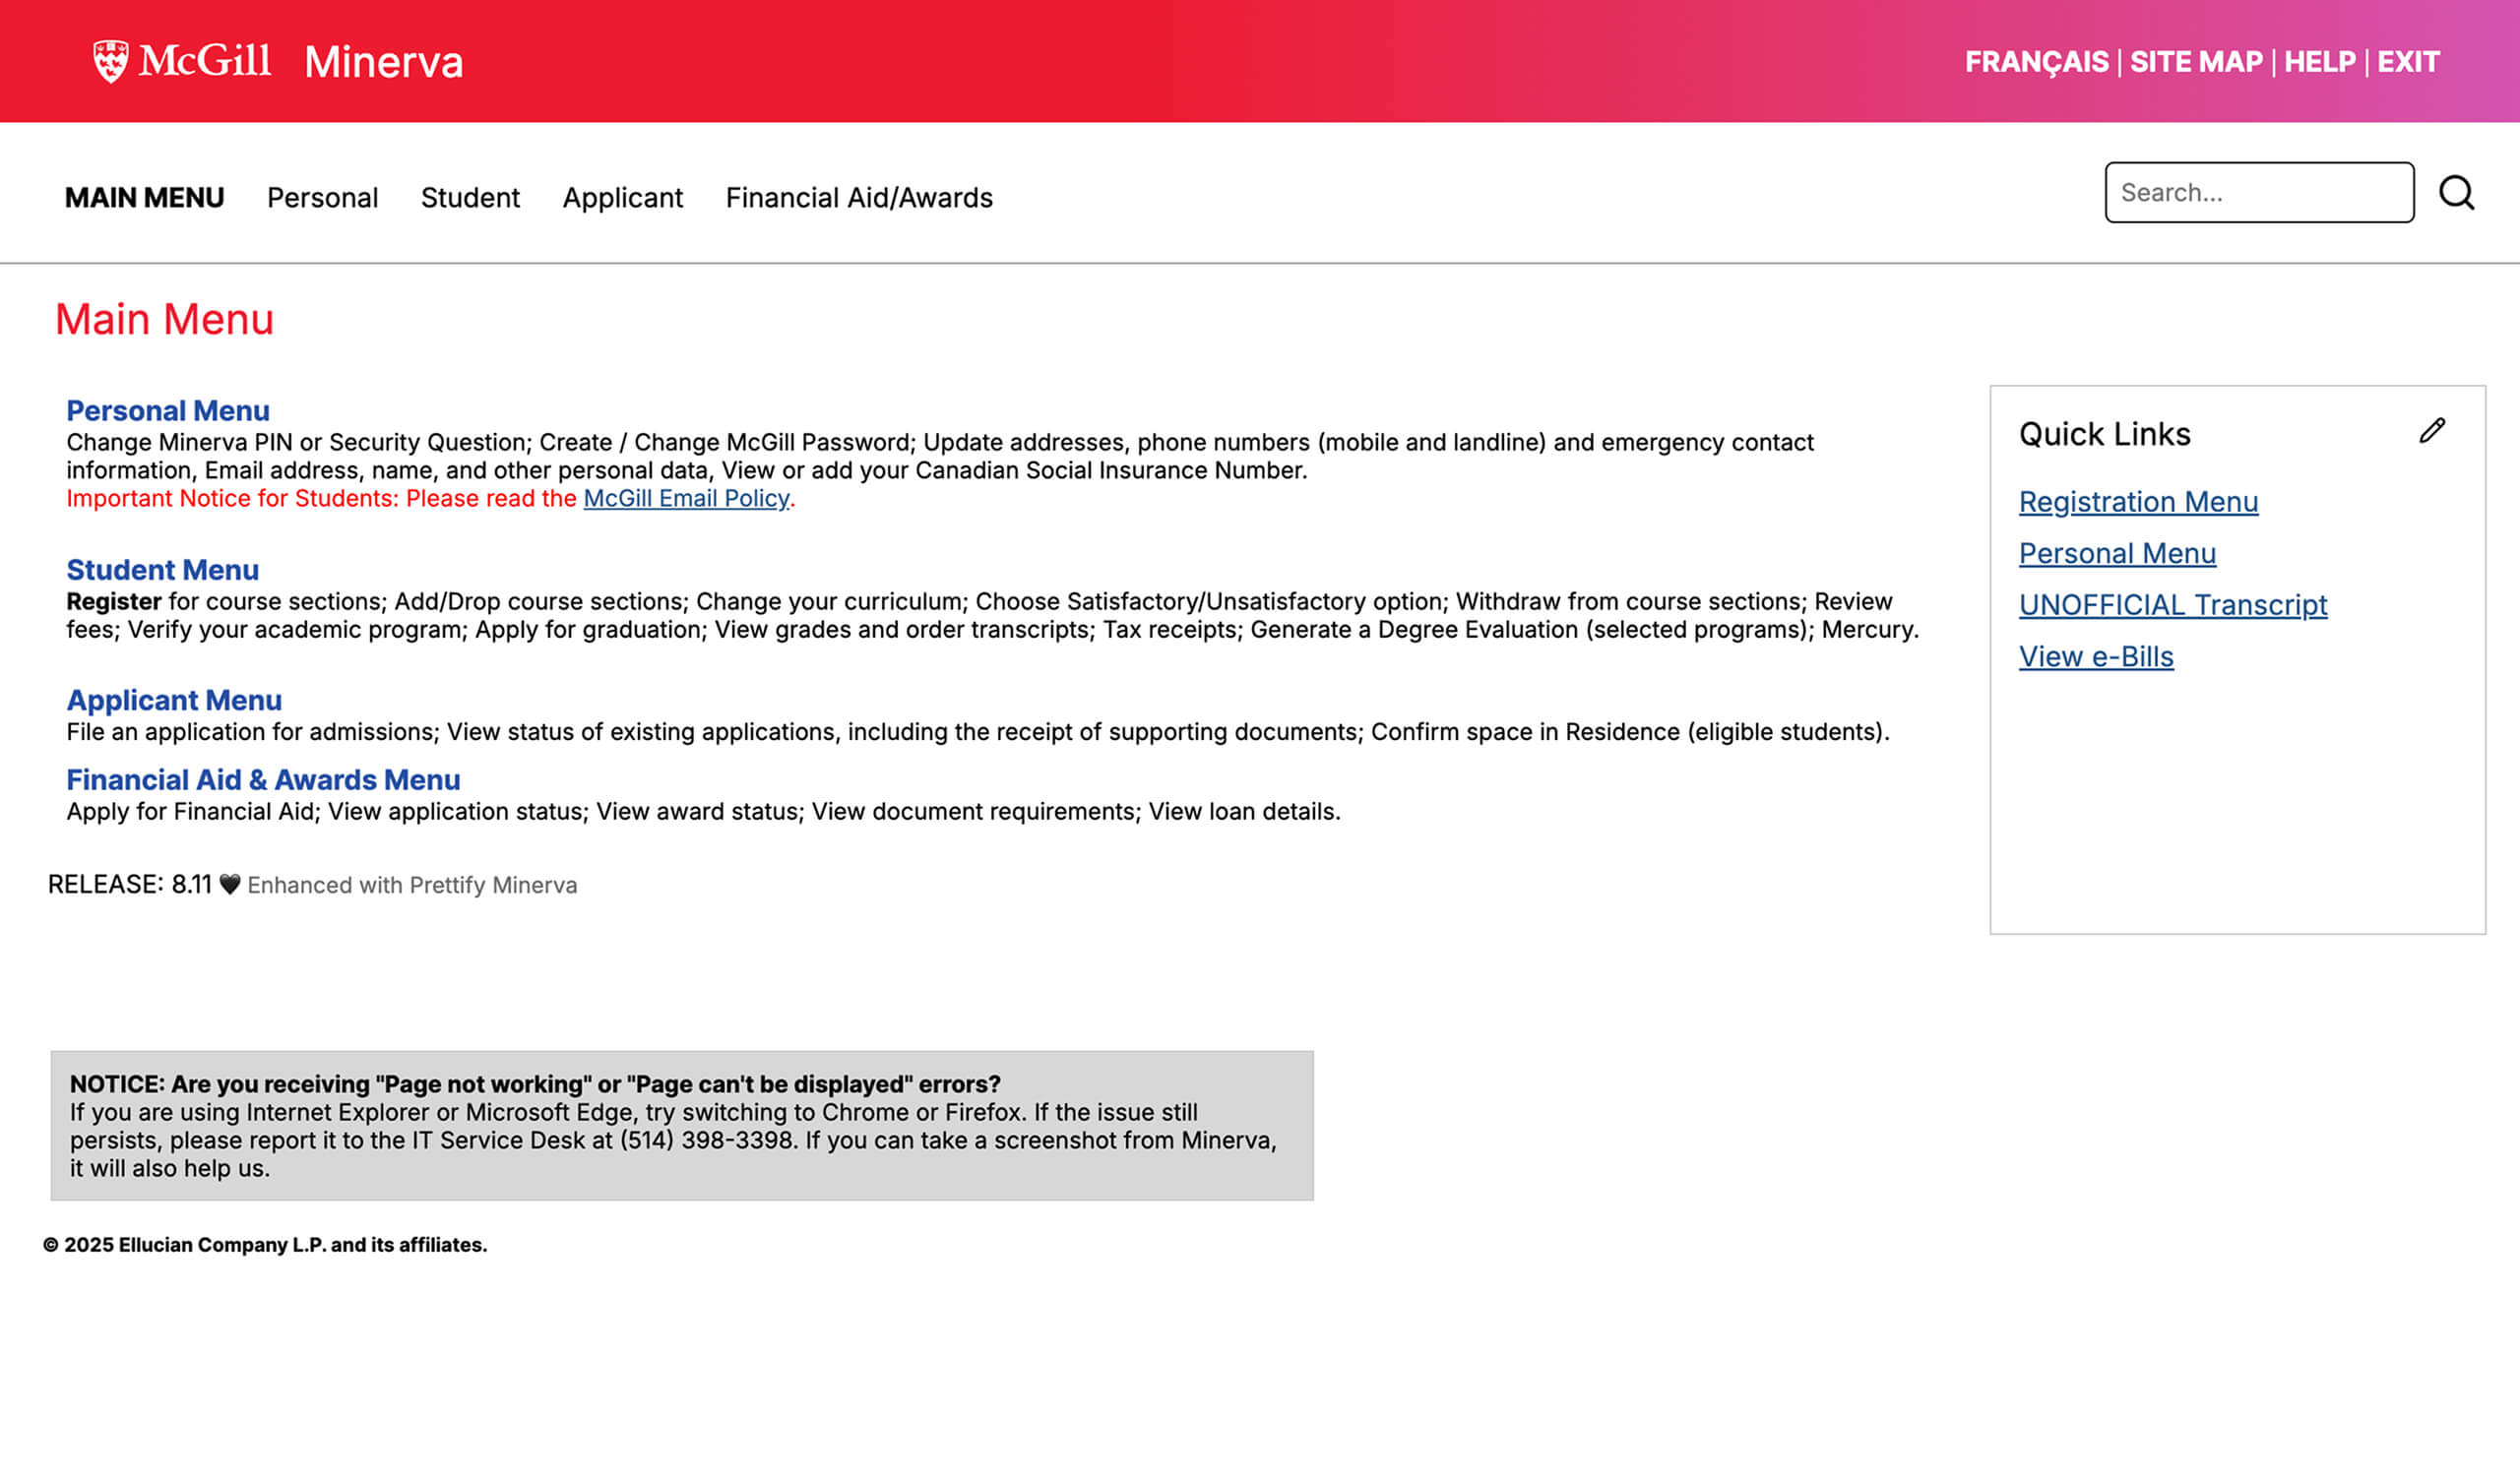 McGill Minerva
FRANÇAIS | SITE MAP | HELP | EXIT
MAIN MENU Personal Student Applicant Financial Aid/Awards
Search...
Main Menu
Personal Menu
Change Minerva PIN or Security Question; Create / Change McGill Password; Update addresses, phone numbers (mobile and landline) and emergency contact
information, Email address, name, and other personal data, View or add your Canadian Social Insurance Number.
Important Notice for Students: Please read the McGill Email Policy.
Student Menu
Register for course sections; Add/Drop course sections; Change your curriculum; Choose Satisfactory/Unsatisfactory option; Withdraw from course sections; Review
fees; Verify your academic program; Apply for graduation; View grades and order transcripts; Tax receipts; Generate a Degree Evaluation (selected programs); Mercury.
Applicant Menu
File an application for admissions; View status of existing applications, including the receipt of supporting documents; Confirm space in Residence (eligible students).
Financial Aid & Awards Menu
Apply for Financial Aid; View application status; View award status; View document requirements; View loan details.
RELEASE: 8.11 🖤 Enhanced with Prettify Minerva
Quick Links
Registration Menu
Personal Menu
UNOFFICIAL Transcript
View e-Bills
NOTICE: Are you receiving "Page not working" or "Page can't be displayed" errors?
If you are using Internet Explorer or Microsoft Edge, try switching to Chrome or Firefox. If the issue still
persists, please report it to the IT Service Desk at (514) 398-3398. If you can take a screenshot from Minerva,
it will also help us.
© 2025 Ellucian Company L.P. and its affiliates.